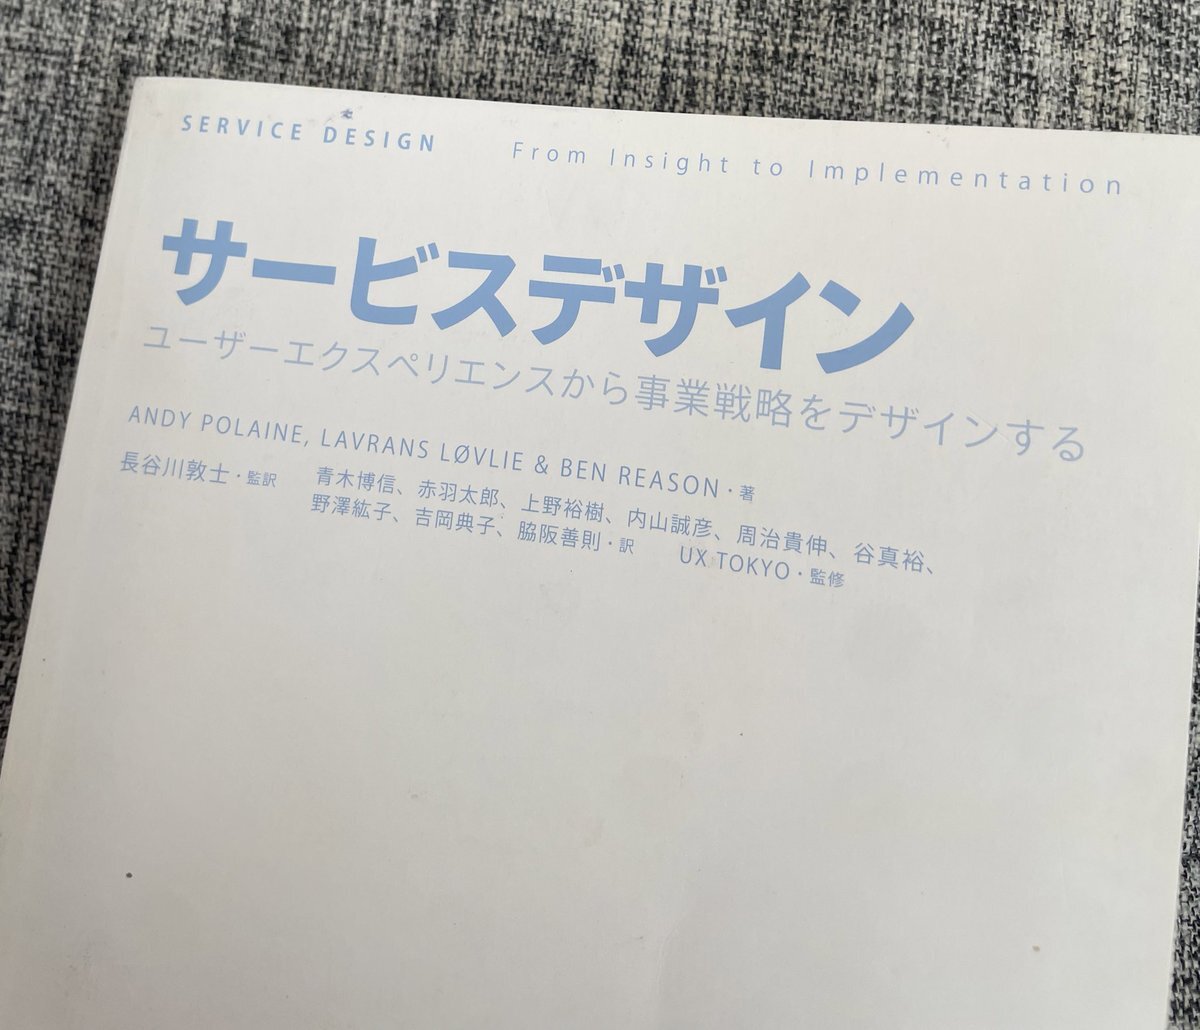 SERVICE DESIGN From Insight to Implementation
サービスデザイン
ユーザーエクスペリエンスから事業戦略をデザインする
ANDY POLAINE, LAVRANS LØVLIE & BEN REASON・著
長谷川敦士・監訳 青木博信、赤羽太郎、上野裕樹、内山誠彦、周治貴伸、谷真裕、
野澤紘子、吉岡典子、脇阪善則・訳 UX TOKYO・監修